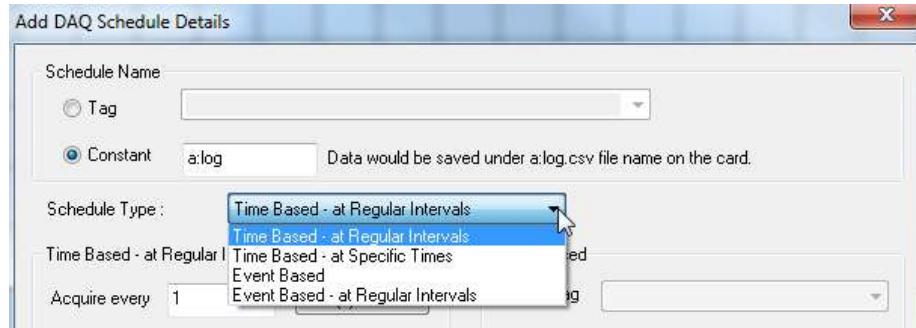 Add DAQ Schedule Details
Schedule Name
Tag
Constant a:log Data would be saved under a:log.csv file name on the card.
Schedule Type : Time Based - at Regular Intervals
Time Based - at Regular Intervals
Time Based - at Regular I Time Based - at Specific Times
Event Based
Acquire every 1 Event Based - at Regular Intervals